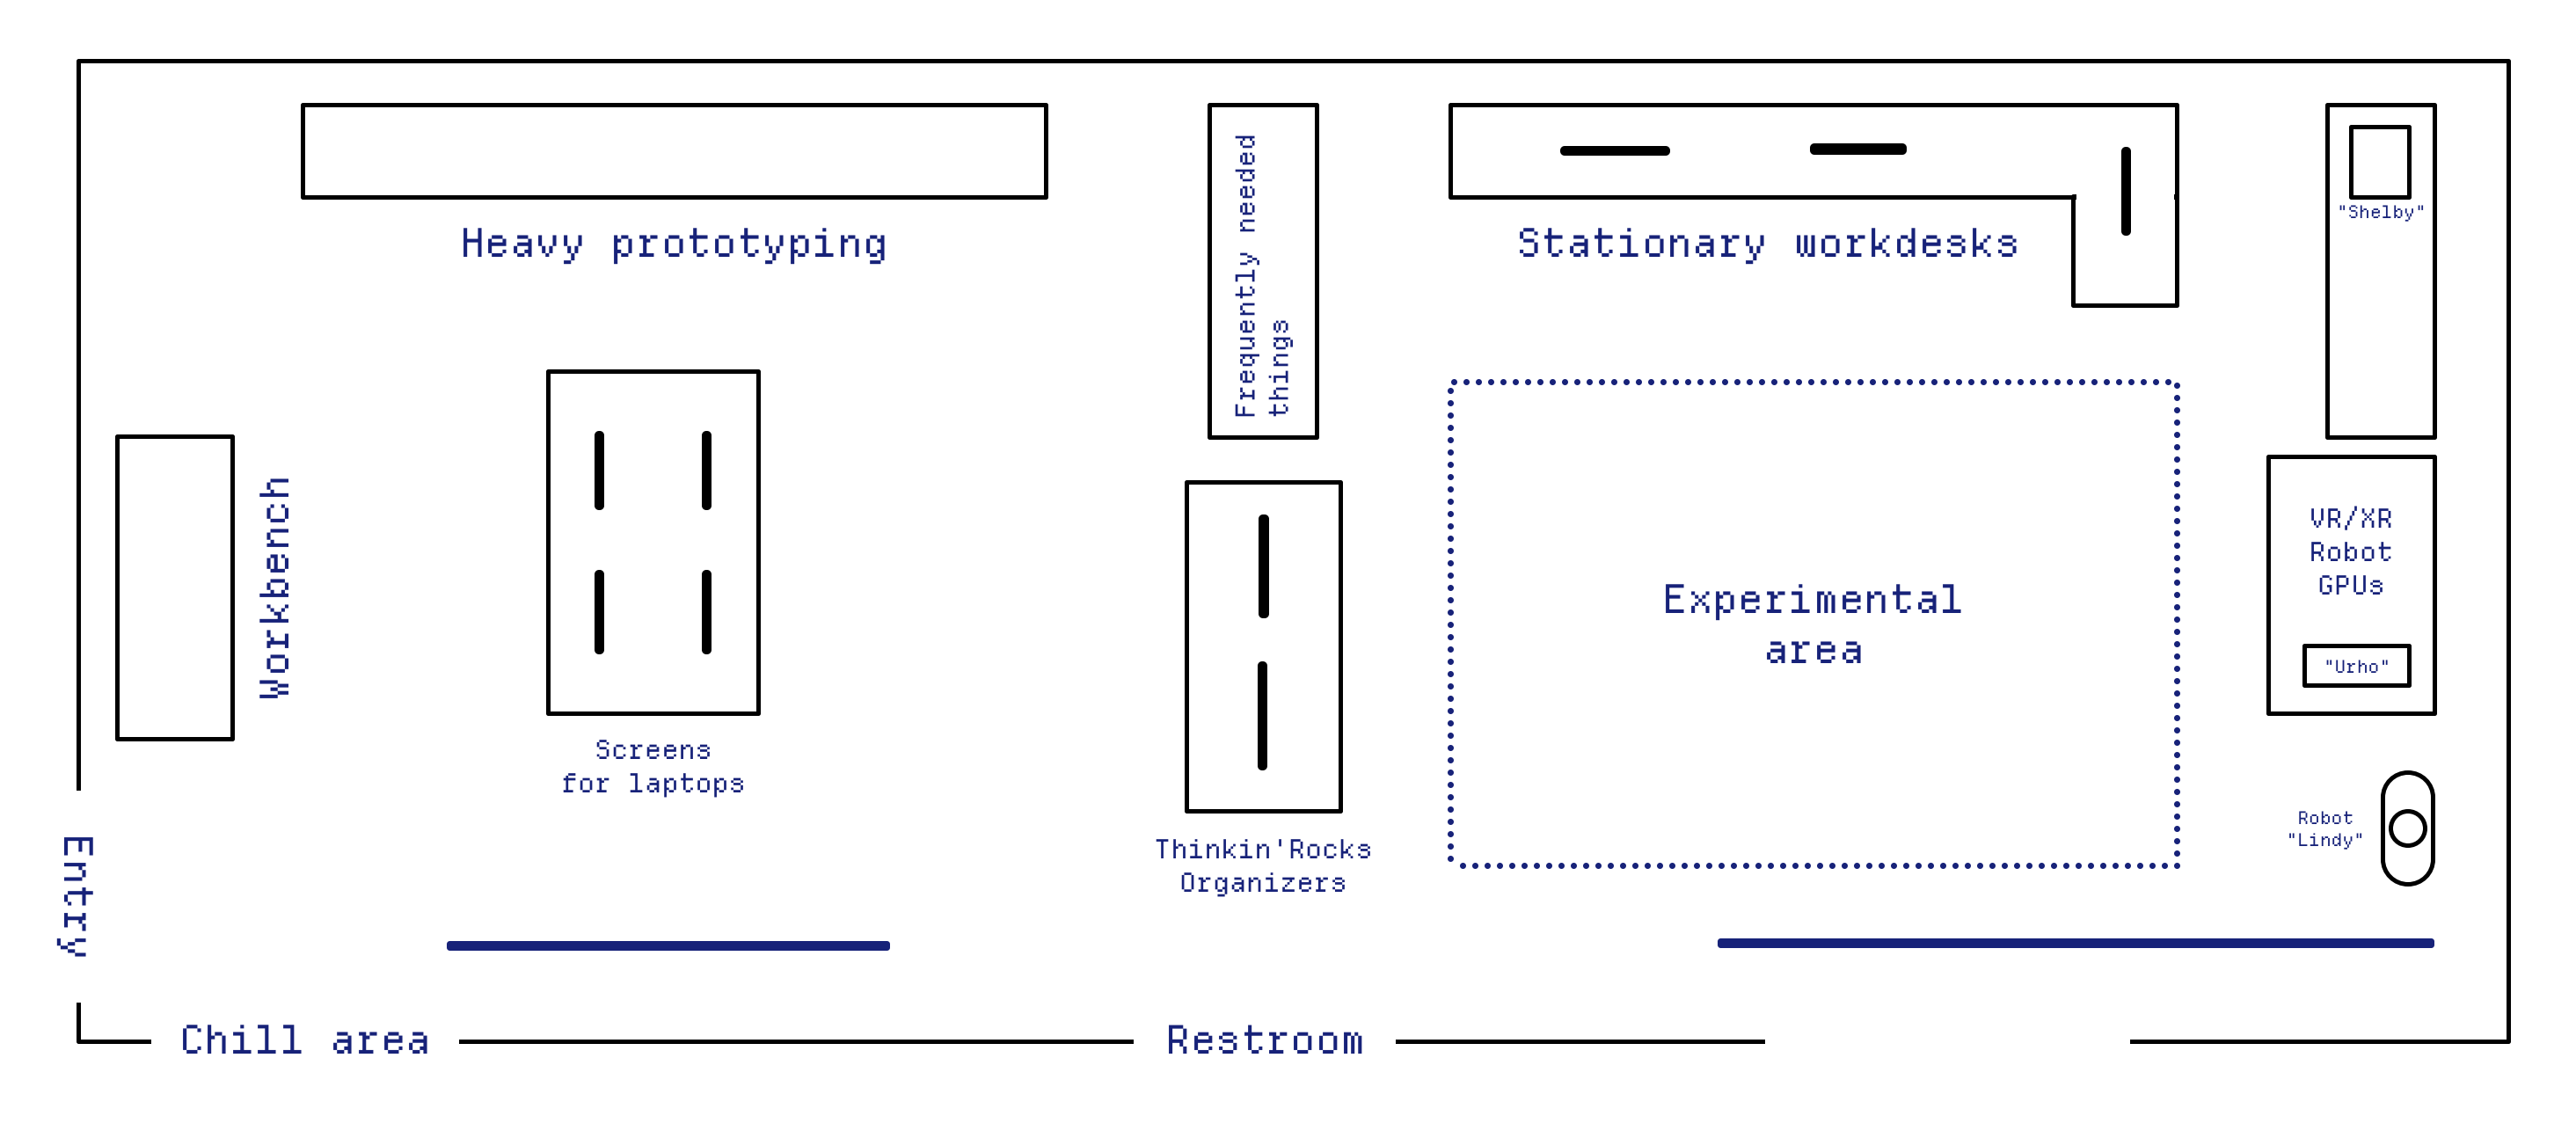 Heavy prototyping
Frequently needed
things
Stationary workdesks
"Shelby"
Workbench
Screens
for laptops
Thinkin'Rocks
Organizers
Experimental
area
VR/XR
Robot
GPUs
"Urho"
Robot
"Lindy"
Entry
Chill area
Restroom